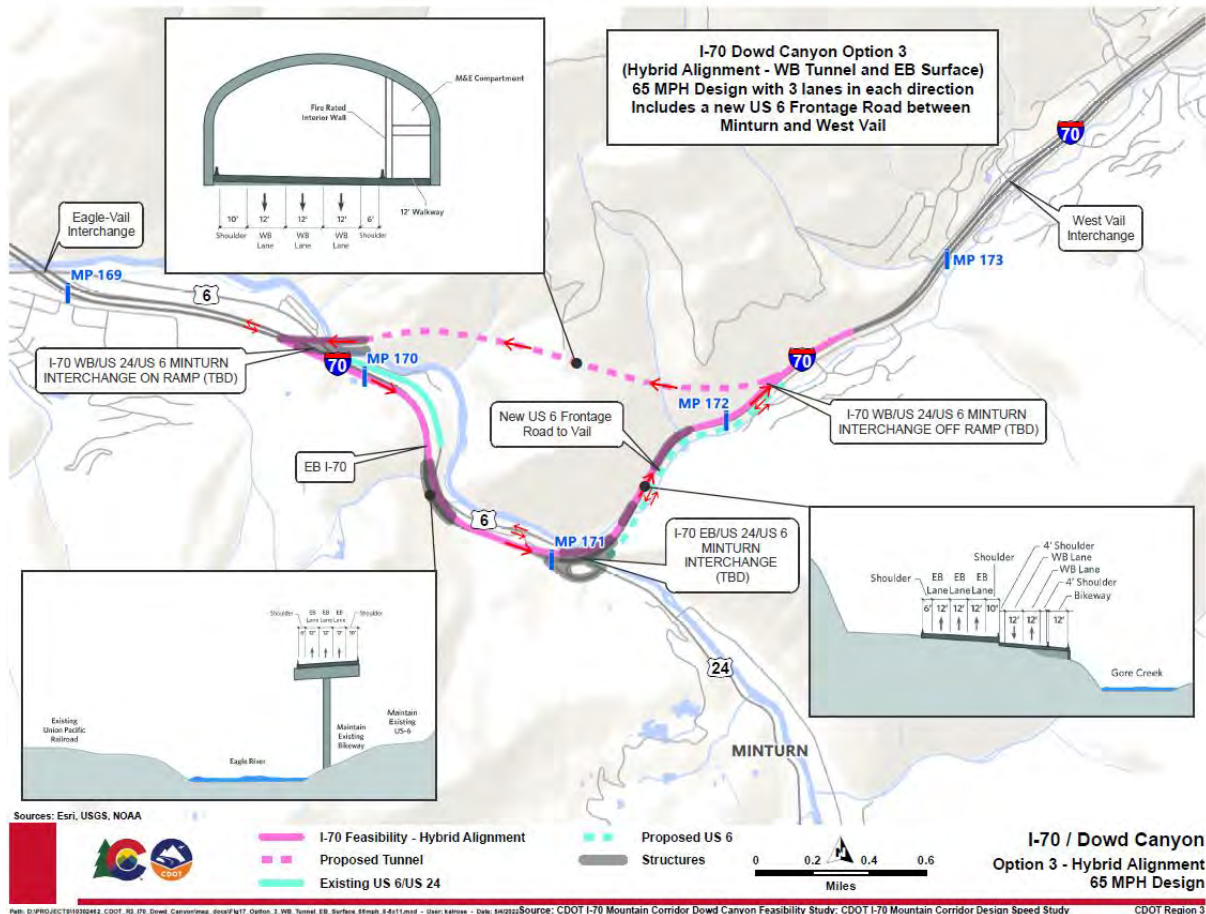 I-70 Dowd Canyon Option 3
(Hybrid Alignment - WB Tunnel and EB Surface)
65 MPH Design with 3 lanes in each direction
Includes a new US 6 Frontage Road between
Minturn and West Vail
M&E Compartment
Fire Rated
Interior Wall
12' Walkway
10' 12' 12' 12' 6'
Shoulder WB Lane WB Lane WB Lane Shoulder
70
Eagle-Vail
Interchange
West Vail
Interchange
MP 169
MP 173
6
I-70 WB/US 24/US 6 MINTURN
INTERCHANGE ON RAMP (TBD)
70
MP 170
70
MP 172
New US 6 Frontage
Road to Vail
I-70 WB/US 24/US 6 MINTURN
INTERCHANGE OFF RAMP (TBD)
EB I-70
6
MP 171
I-70 EB/US 24/US 6
MINTURN
INTERCHANGE
(TBD)
24
MINTURN
Shoulder EB Lane EB Lane EB Lane Shoulder
6' 12' 12' 12' 10'
Existing
Union Pacific
Railroad
Eagle River
Maintain
Existing
Bikeway
Maintain
Existing
US-6
Shoulder EB Lane EB Lane EB Lane Shoulder
4' Shoulder
WB Lane
WB Lane
4' Shoulder
Bikeway
6' 12' 12' 12' 10' 12' 12' 12'
Gore Creek
Sources: Esri, USGS, NOAA
CDOT
I-70 Feasibility - Hybrid Alignment
Proposed Tunnel
Existing US 6/US 24
Proposed US 6
Structures
N
0 0.2 0.4 0.6
Miles
I-70 / Dowd Canyon
Option 3 - Hybrid Alignment
65 MPH Design
Source: CDOT I-70 Mountain Corridor Dowd Canyon Feasibility Study; CDOT I-70 Mountain Corridor Design Speed Study
CDOT Region 3